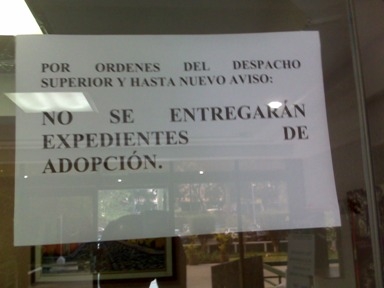 POR ORDENES DEL DESPACHO
SUPERIOR Y HASTA NUEVO AVISO:
NO SE ENTREGARÁN
EXPEDIENTES DE
ADOPCIÓN.